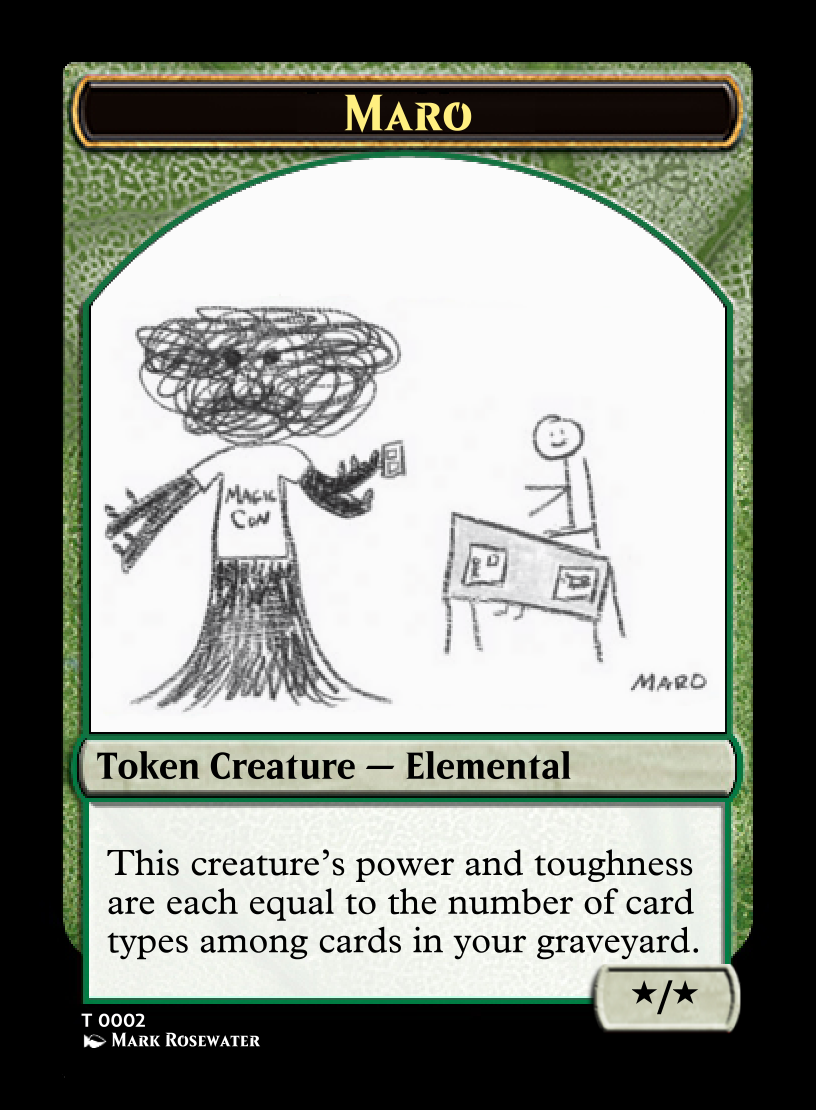 Maro
Magic
Con
MARO
Token Creature — Elemental
This creature's power and toughness
are each equal to the number of card
types among cards in your graveyard.
★/★
T 0002
Mark Rosewater